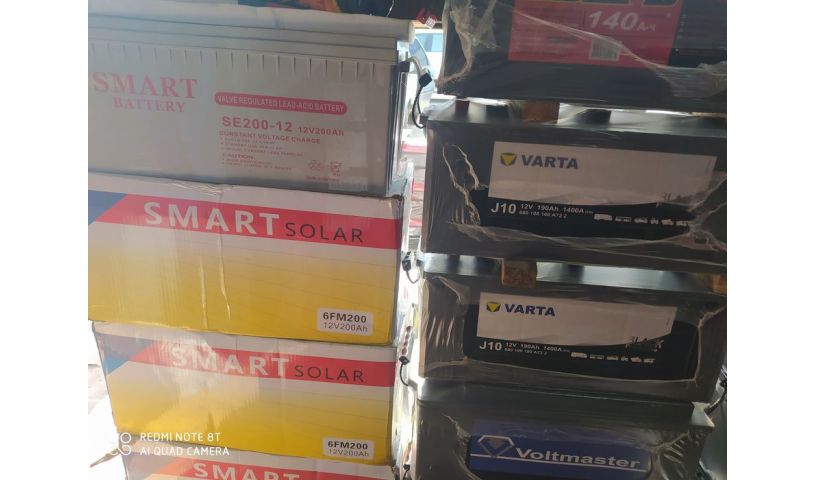 SMART
BATTERY
VALVE REGULATED LEAD-ACID BATTERY
SE200-12 12V200Ah
CONSTANT VOLTAGE CHARGE
SMART SOLAR
6FM200
12V200Ah
SMART SOLAR
6FM200
12V200Ah
SMART SOLAR
REDMI NOTE 8T
AI QUAD CAMERA
140Ah
VARTA
J10 12V 190Ah 1400A
VARTA
J10 12V 190Ah 1400A
Voltmaster